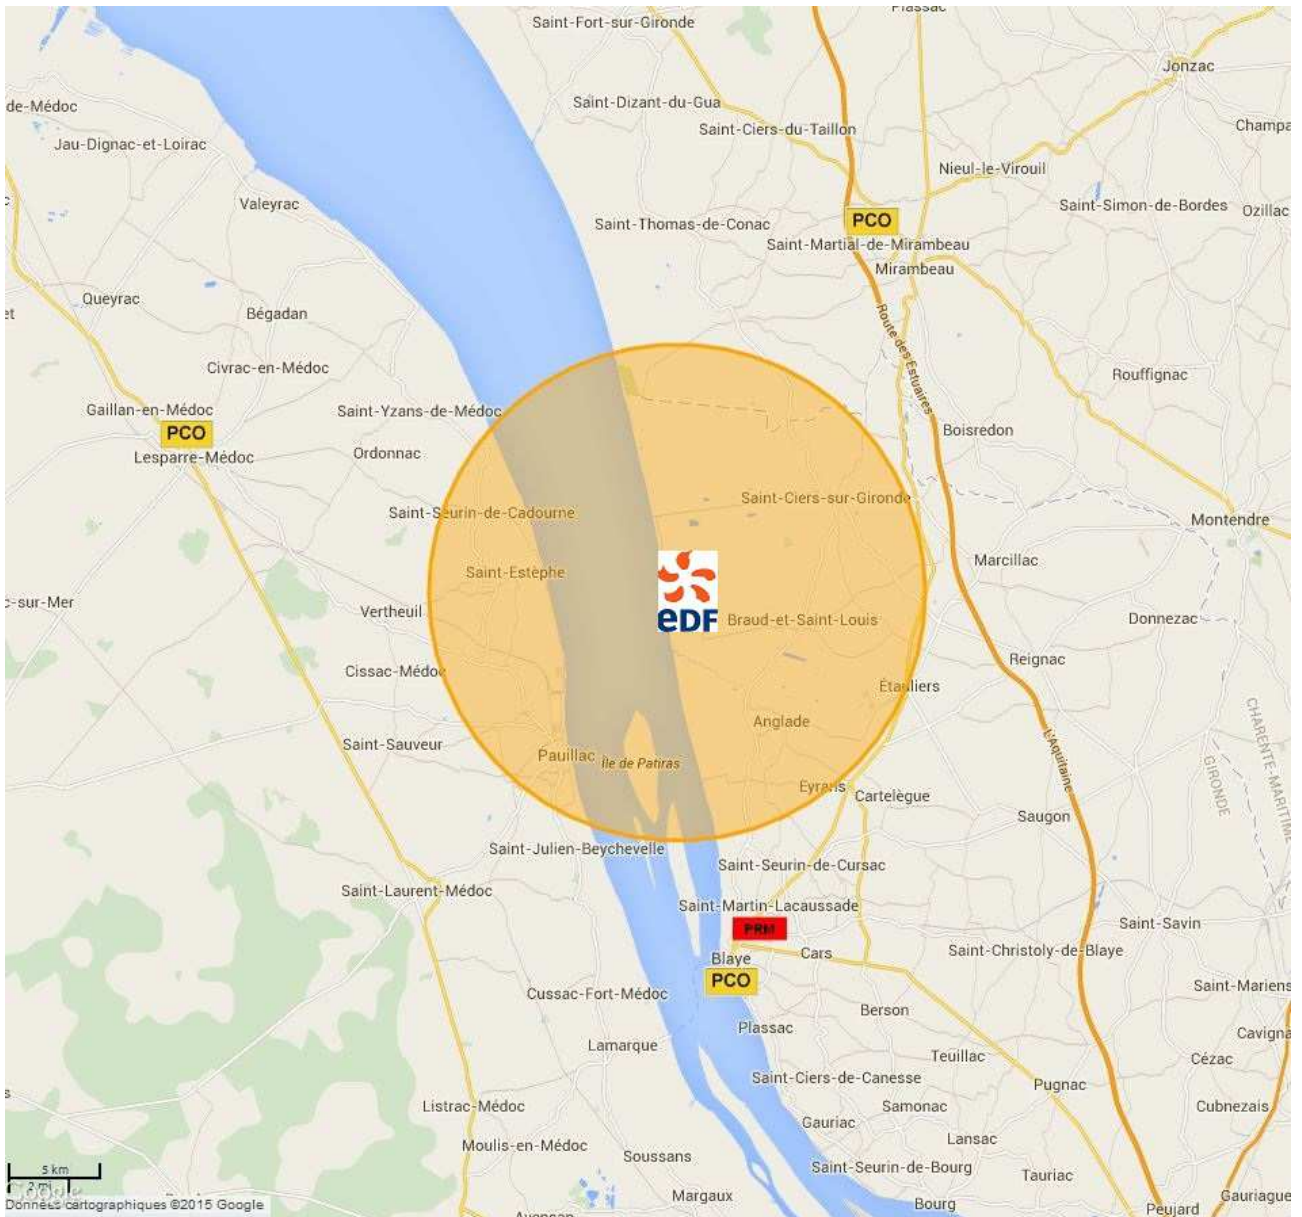 Plassac
Saint-Fort-sur-Gironde
Jonzac
de-Médoc
Saint-Dizant-du-Gua
Saint-Ciers-du-Taillon
Champa
Jau-Dignac-et-Loirac
Nieul-le-Virouil
Valeyrac
Saint-Simon-de-Bordes
Ozillac
Saint-Thomas-de-Conac
PCO
Saint-Martial-de-Mirambeau
Mirambeau
Queyrac
Bégadan
et
Route des Estuaires
Civrac-en-Médoc
Rouffignac
Gaillan-en-Médoc
Saint-Yzans-de-Médoc
PCO
Boisredon
Lesparre-Médoc
Ordonnac
Saint-Ciers-sur-Gironde
Saint-Seurin-de-Cadourne
Montendre
Marcillac
Saint-Estèphe
c-sur-Mer
Vertheuil
eDF
Braud-et-Saint-Louis
Donnezac
Reignac
Cissac-Médoc
Étauliers
Anglade
CHARENTE-MARITIME
GIRONDE
Saint-Sauveur
L'Aquitaine
Pauillac
Île de Patiras
Eyrans
Cartelègue
Saugon
Saint-Julien-Beychevelle
Saint-Seurin-de-Cursac
Saint-Laurent-Médoc
Saint-Martin-Lacaussade
Saint-Savin
PRM
Blaye
Cars
Saint-Christoly-de-Blaye
PCO
Saint-Mariens
Cussac-Fort-Médoc
Berson
Plassac
Cavigna
Lamarque
Teuillac
Cézac
Saint-Ciers-de-Canesse
Pugnac
Listrac-Médoc
Samonac
Cubnezais
Gauriac
Moulis-en-Médoc
Lansac
Soussans
Saint-Seurin-de-Bourg
Tauriac
5 km
2 mi
Google
Margaux
Bourg
Gauriague
Données cartographiques ©2015 Google
Avensan
Peujard